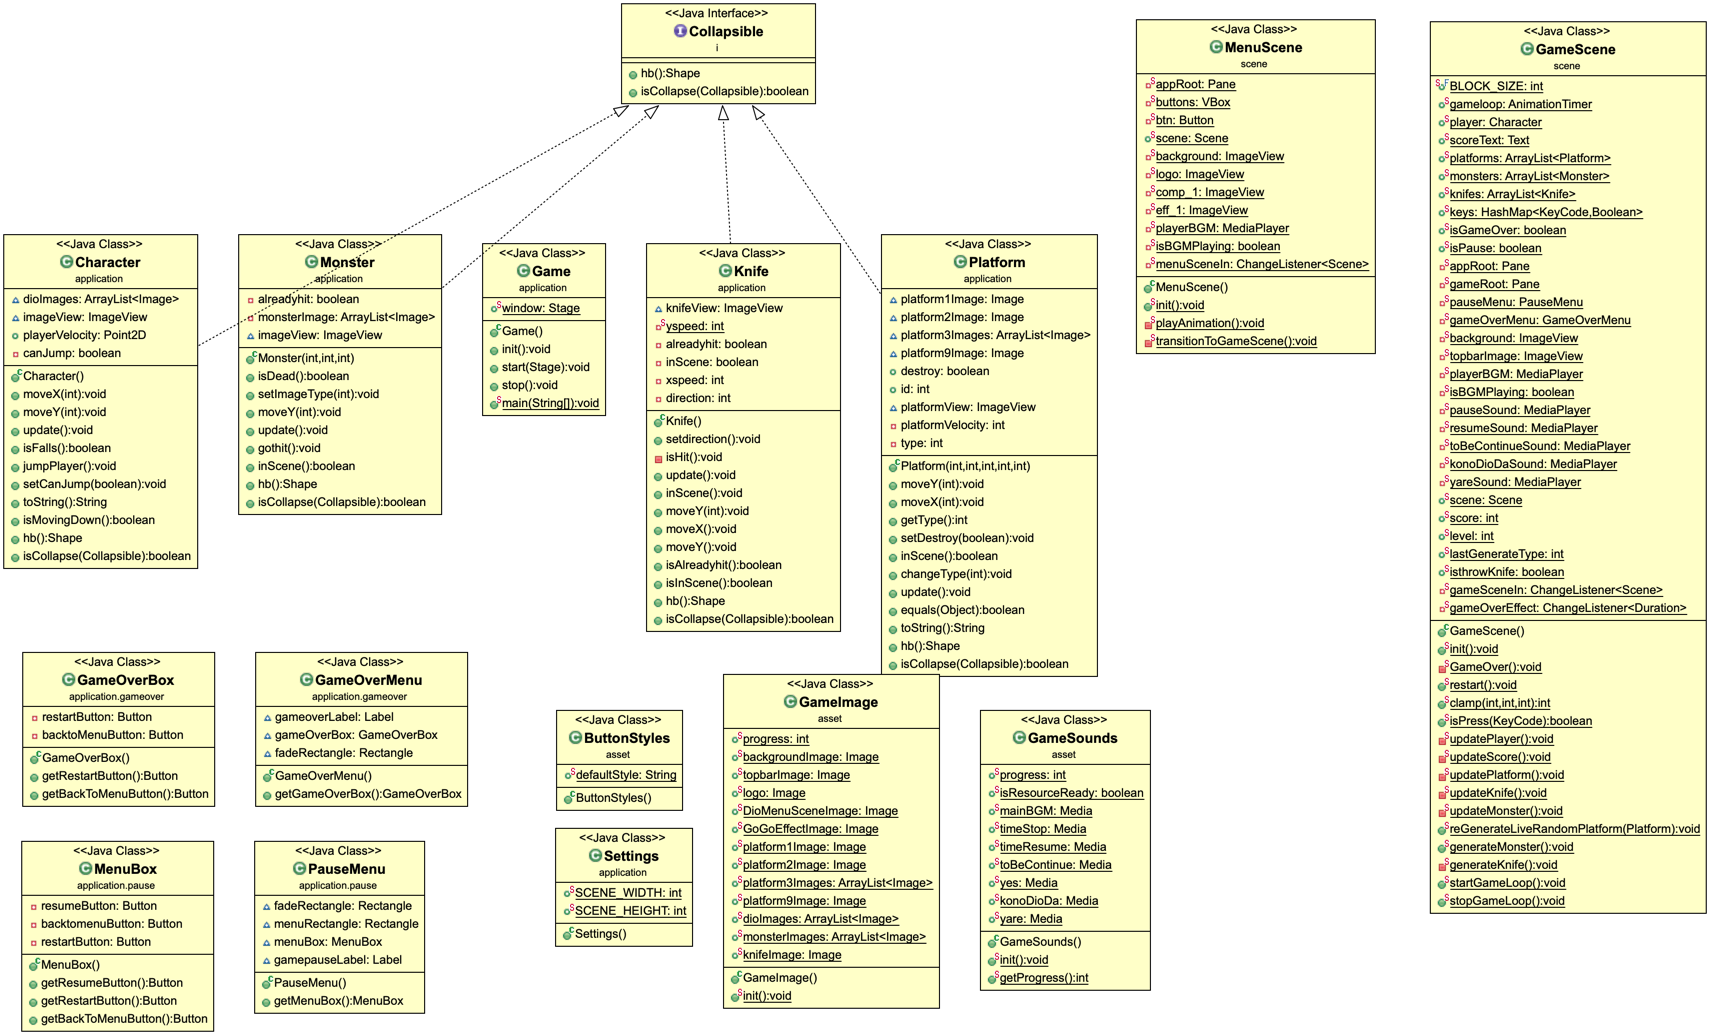 <<Java Interface>>
Collapsible
i
hb():Shape
isCollapse(Collapsible):boolean
<<Java Class>>
MenuScene
scene
appRoot: Pane
buttons: VBox
btn: Button
scene: Scene
background: ImageView
logo: ImageView
comp_1: ImageView
eff_1: ImageView
playerBGM: MediaPlayer
isBGMPlaying: boolean
menuSceneIn: ChangeListener<Scene>
MenuScene()
init():void
playAnimation():void
transitionToGameScene():void
<<Java Class>>
GameScene
scene
BLOCK_SIZE: int
gameloop: AnimationTimer
player: Character
scoreText: Text
platforms: ArrayList<Platform>
monsters: ArrayList<Monster>
knifes: ArrayList<Knife>
keys: HashMap<KeyCode,Boolean>
isGameOver: boolean
isPause: boolean
appRoot: Pane
gameRoot: Pane
pauseMenu: PauseMenu
gameOverMenu: GameOverMenu
background: ImageView
topbarImage: ImageView
playerBGM: MediaPlayer
isBGMPlaying: boolean
pauseSound: MediaPlayer
resumeSound: MediaPlayer
toBeContinueSound: MediaPlayer
konoDioDaSound: MediaPlayer
yareSound: MediaPlayer
scene: Scene
score: int
level: int
lastGenerateType: int
isthrowKnife: boolean
gameSceneIn: ChangeListener<Scene>
gameOverEffect: ChangeListener<Duration>
GameScene()
init():void
GameOver():void
restart():void
clamp(int,int,int):int
isPress(KeyCode):boolean
updatePlayer():void
updateScore():void
updatePlatform():void
updateKnife():void
updateMonster():void
reGenerateLiveRandomPlatform(Platform):void
generateMonster():void
generateKnife():void
startGameLoop():void
stopGameLoop():void
<<Java Class>>
Character
application
dioImages: ArrayList<Image>
imageView: ImageView
playerVelocity: Point2D
canJump: boolean
Character()
moveX(int):void
moveY(int):void
update():void
isFalls():boolean
jumpPlayer():void
setCanJump(boolean):void
toString():String
isMovingDown():boolean
hb():Shape
isCollapse(Collapsible):boolean
<<Java Class>>
Monster
application
alreadyhit: boolean
monsterImage: ArrayList<Image>
imageView: ImageView
Monster(int,int,int)
isDead():boolean
setImageType(int):void
moveY(int):void
update():void
gothit():void
inScene():boolean
hb():Shape
isCollapse(Collapsible):boolean
<<Java Class>>
Game
application
window: Stage
Game()
init():void
start(Stage):void
stop():void
main(String[]):void
<<Java Class>>
Knife
application
knifeView: ImageView
yspeed: int
alreadyhit: boolean
inScene: boolean
xspeed: int
direction: int
Knife()
setdirection():void
isHit():void
update():void
inScene():void
moveY(int):void
moveX():void
moveY():void
isAlreadyhit():boolean
isInScene():boolean
hb():Shape
isCollapse(Collapsible):boolean
<<Java Class>>
Platform
application
platform1Image: Image
platform2Image: Image
platform3Images: ArrayList<Image>
platform9Image: Image
destroy: boolean
id: int
platformView: ImageView
platformVelocity: int
type: int
Platform(int,int,int,int,int)
moveY(int):void
moveX(int):void
getType():int
setDestroy(boolean):void
inScene():boolean
changeType(int):void
update():void
equals(Object):boolean
toString():String
hb():Shape
isCollapse(Collapsible):boolean
<<Java Class>>
GameOverBox
application.gameover
restartButton: Button
backtoMenuButton: Button
GameOverBox()
getRestartButton():Button
getBackToMenuButton():Button
<<Java Class>>
GameOverMenu
application.gameover
gameoverLabel: Label
gameOverBox: GameOverBox
fadeRectangle: Rectangle
GameOverMenu()
getGameOverBox():GameOverBox
<<Java Class>>
ButtonStyles
asset
defaultStyle: String
ButtonStyles()
<<Java Class>>
GameImage
asset
progress: int
backgroundImage: Image
topbarImage: Image
logo: Image
DioMenuSceneImage: Image
GoGoEffectImage: Image
platform1Image: Image
platform2Image: Image
platform3Images: ArrayList<Image>
platform9Image: Image
dioImages: ArrayList<Image>
monsterImages: ArrayList<Image>
knifeImage: Image
GameImage()
init():void
<<Java Class>>
GameSounds
asset
progress: int
isResourceReady: boolean
mainBGM: Media
timeStop: Media
timeResume: Media
toBeContinue: Media
yes: Media
konoDioDa: Media
yare: Media
GameSounds()
init():void
getProgress():int
<<Java Class>>
MenuBox
application.pause
resumeButton: Button
backtomenuButton: Button
restartButton: Button
MenuBox()
getResumeButton():Button
getRestartButton():Button
getBackToMenuButton():Button
<<Java Class>>
PauseMenu
application.pause
fadeRectangle: Rectangle
menuRectangle: Rectangle
menuBox: MenuBox
gamepauseLabel: Label
PauseMenu()
getMenuBox():MenuBox
<<Java Class>>
Settings
application
SCENE_WIDTH: int
SCENE_HEIGHT: int
Settings()